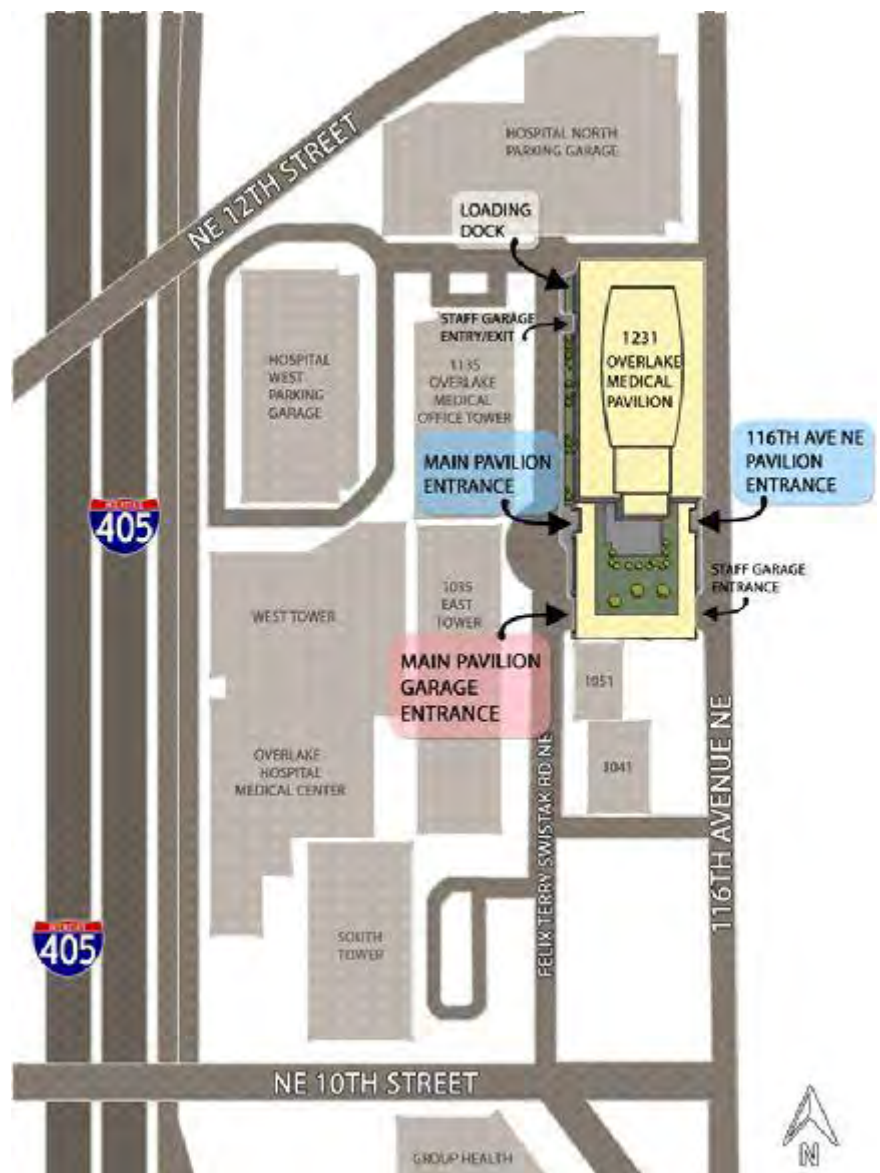 HOSPITAL NORTH
PARKING GARAGE
NE 12TH STREET
LOADING
DOCK
STAFF GARAGE
ENTRY/EXIT
1231
OVERLAKE
MEDICAL
PAVILION
HOSPITAL
WEST
PARKING
GARAGE
1135
OVERLAKE
MEDICAL
OFFICE TOWER
MAIN PAVILION
ENTRANCE
116TH AVE NE
PAVILION
ENTRANCE
405
STAFF GARAGE
ENTRANCE
WEST TOWER
1035
EAST
TOWER
MAIN PAVILION
GARAGE
ENTRANCE
1051
OVERLAKE
HOSPITAL
MEDICAL CENTER
FELIX TERRY SWISTAK RD NE
116TH AVENUE NE
405
SOUTH
TOWER
NE 10TH STREET
GROUP HEALTH
N